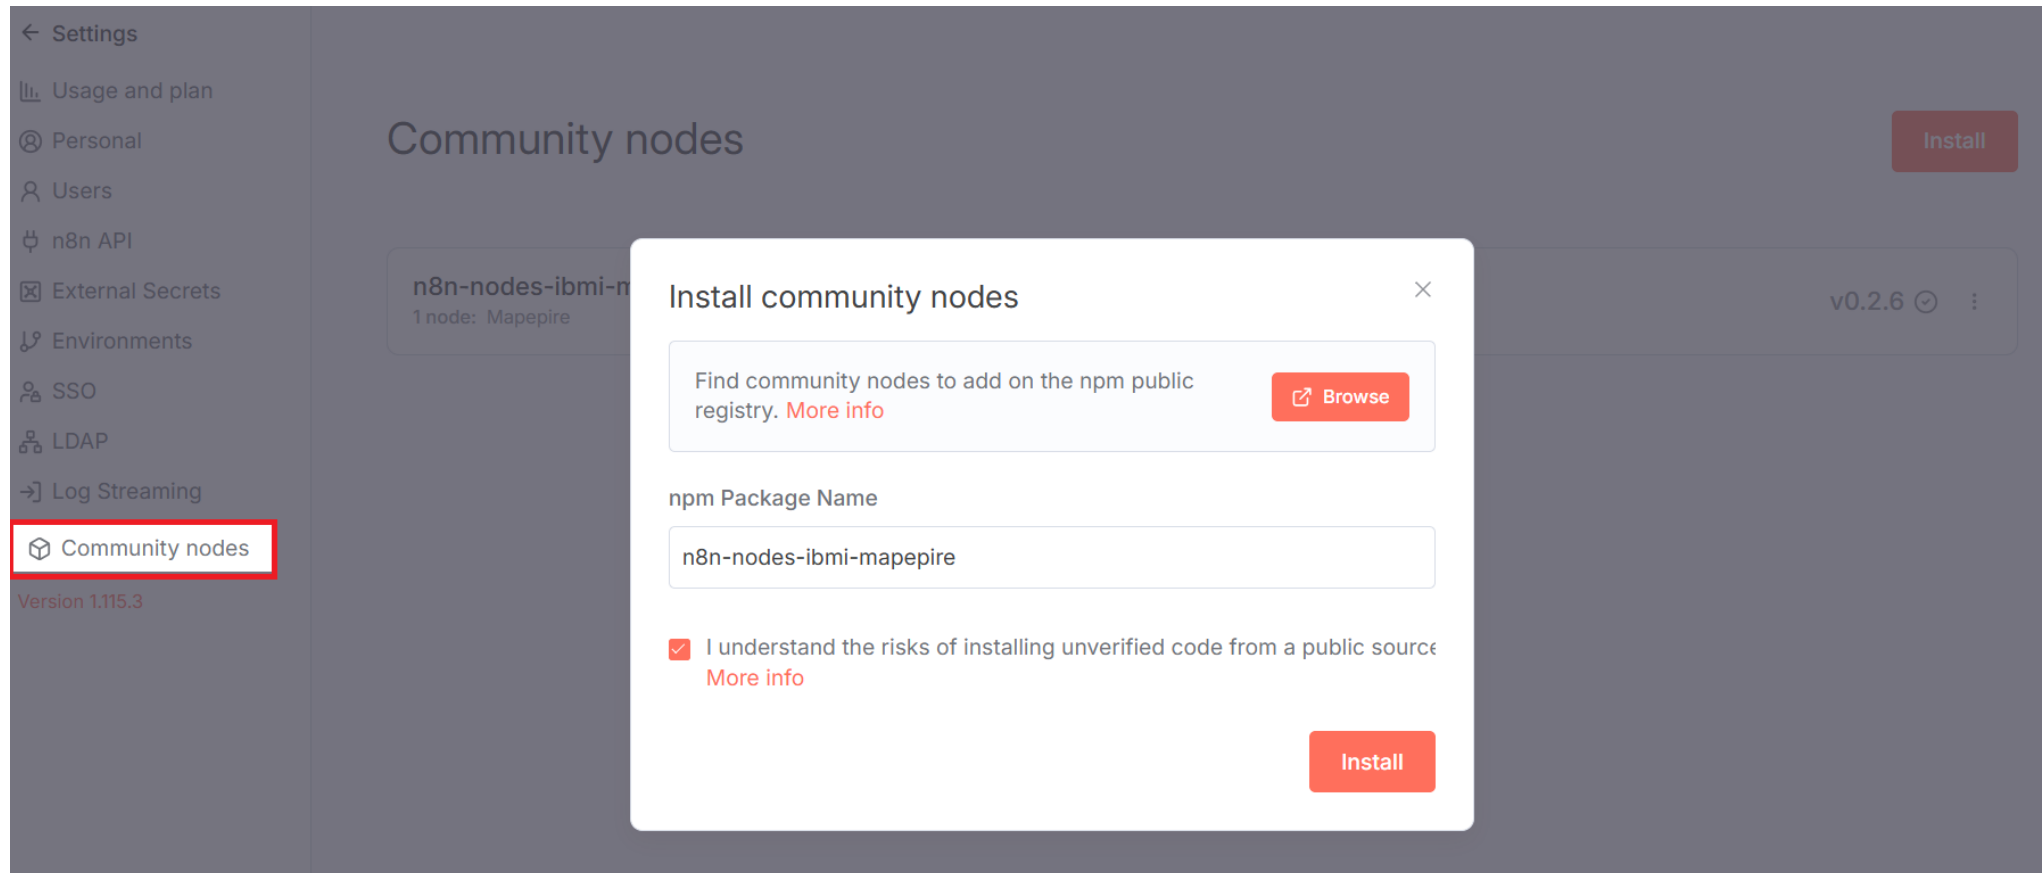 Settings
Usage and plan
Personal
Users
n8n API
External Secrets
Environments
SSO
LDAP
Log Streaming
Community nodes
Version 1.115.3
Community nodes
Install
n8n-nodes-ibmi-m
1 node: Mapepire
v0.2.6
Install community nodes
Find community nodes to add on the npm public
registry. More info
Browse
npm Package Name
n8n-nodes-ibmi-mapepire
I understand the risks of installing unverified code from a public source
More info
Install